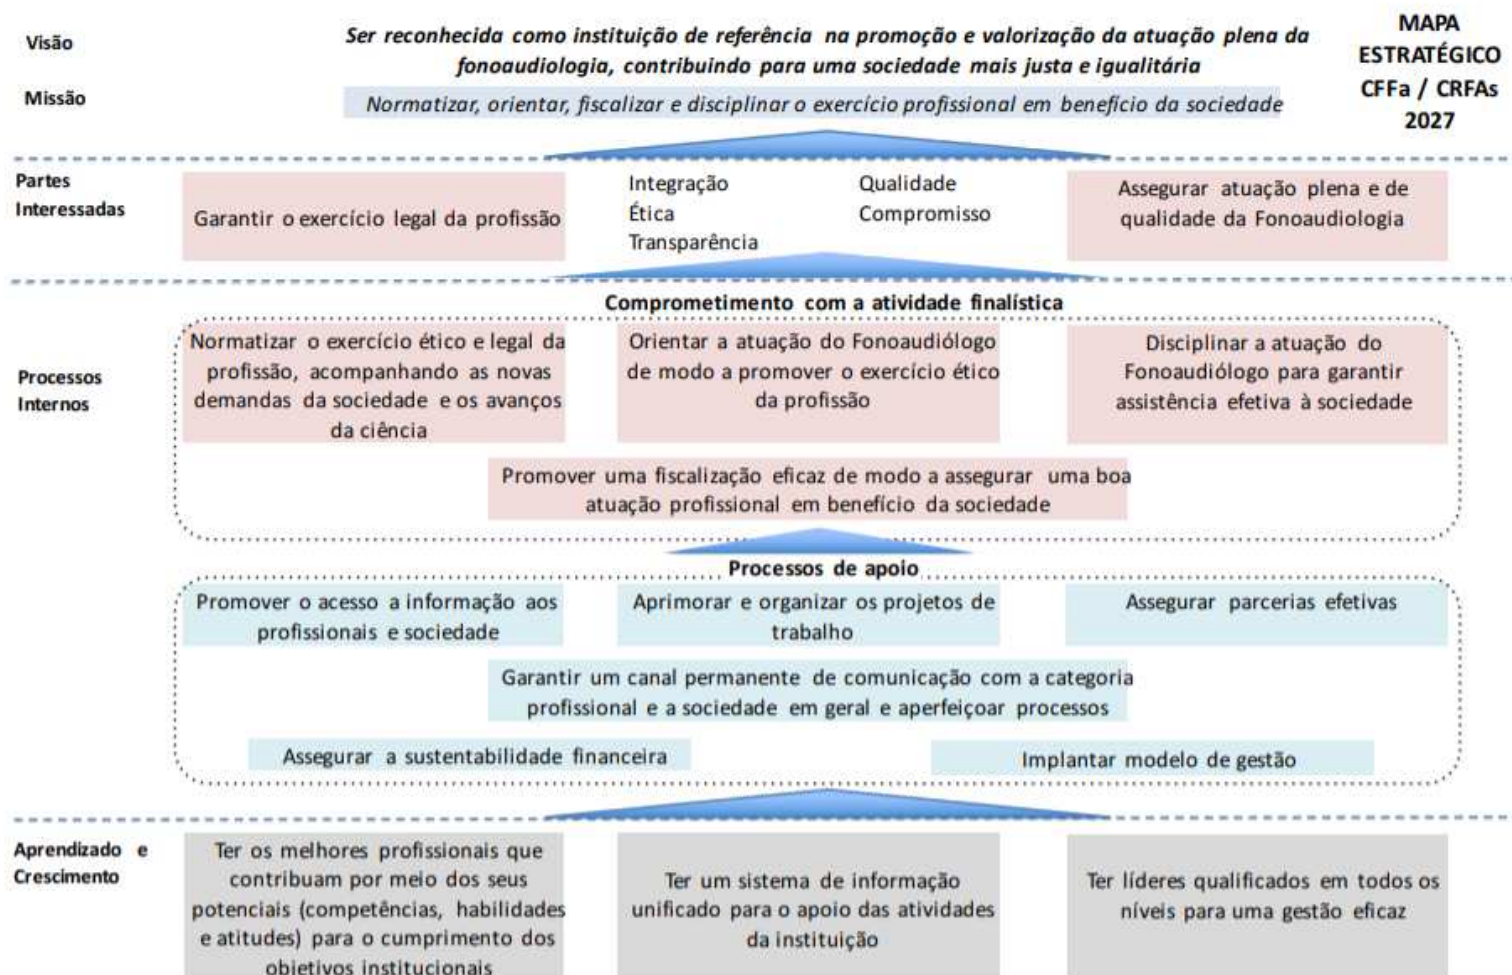 MAPA
ESTRATÉGICO
CFFa / CRFAs
2027
Visão
Ser reconhecida como instituição de referência na promoção e valorização da atuação plena da
fonoaudiologia, contribuindo para uma sociedade mais justa e igualitária
Missão
Normatizar, orientar, fiscalizar e disciplinar o exercício profissional em benefício da sociedade
Partes
Interessadas
Garantir o exercício legal da profissão
Integração
Ética
Transparência
Qualidade
Compromisso
Assegurar atuação plena e de
qualidade da Fonoaudiologia
Comprometimento com a atividade finalística
Processos
Internos
Normatizar o exercício ético e legal da
profissão, acompanhando as novas
demandas da sociedade e os avanços
da ciência
Orientar a atuação do Fonoaudiólogo
de modo a promover o exercício ético
da profissão
Disciplinar a atuação do
Fonoaudiólogo para garantir
assistência efetiva à sociedade
Promover uma fiscalização eficaz de modo a assegurar uma boa
atuação profissional em benefício da sociedade
Processos de apoio
Promover o acesso a informação aos
profissionais e sociedade
Aprimorar e organizar os projetos de
trabalho
Assegurar parcerias efetivas
Garantir um canal permanente de comunicação com a categoria
profissional e a sociedade em geral e aperfeiçoar processos
Assegurar a sustentabilidade financeira
Implantar modelo de gestão
Aprendizado e
Crescimento
Ter os melhores profissionais que
contribuam por meio dos seus
potenciais (competências, habilidades
e atitudes) para o cumprimento dos
objetivos institucionais
Ter um sistema de informação
unificado para o apoio das atividades
da instituição
Ter líderes qualificados em todos os
níveis para uma gestão eficaz